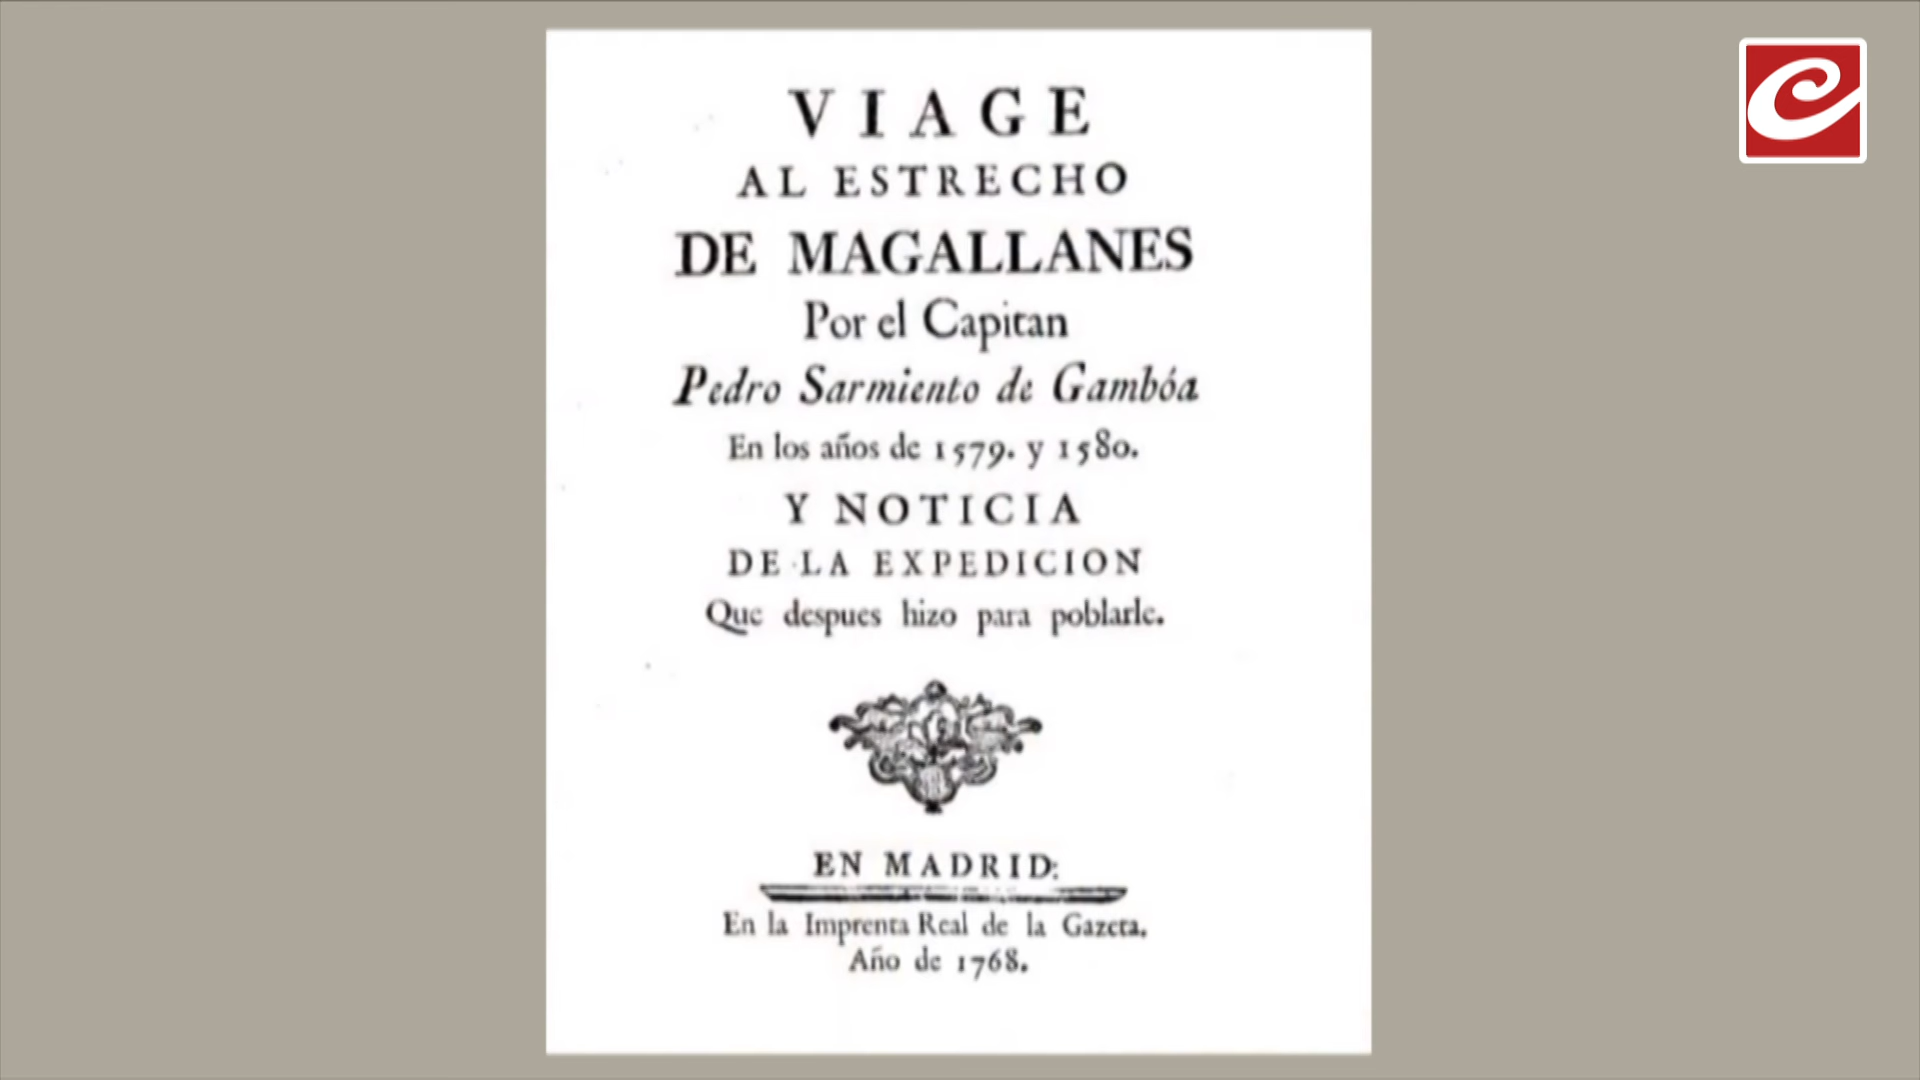 VIAGE
AL ESTRECHO
DE MAGALLANES
Por el Capitan
Pedro Sarmiento de Gambóa
En los años de 1579. y 1580.
Y NOTICIA
DE LA EXPEDICION
Que despues hizo para poblarle.
EN MADRID:
En la Imprenta Real de la Gazeta.
Año de 1768.